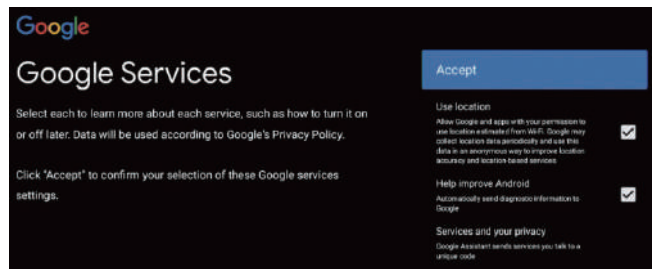 Google
Google Services
Select each to learn more about each service, such as how to turn it on
or off later. Data will be used according to Google's Privacy Policy.
Click "Accept" to confirm your selection of these Google services
settings.
Accept
Use location
Allow Google and apps with your permission to
use location estimated from Wi-Fi. Google may
collect location data periodically and use this
data in an anonymous way to improve location
accuracy and location-based services
Help improve Android
Automatically send diagnostic information to
Google
Services and your privacy
Google Assistant sends services you talk to a
unique code